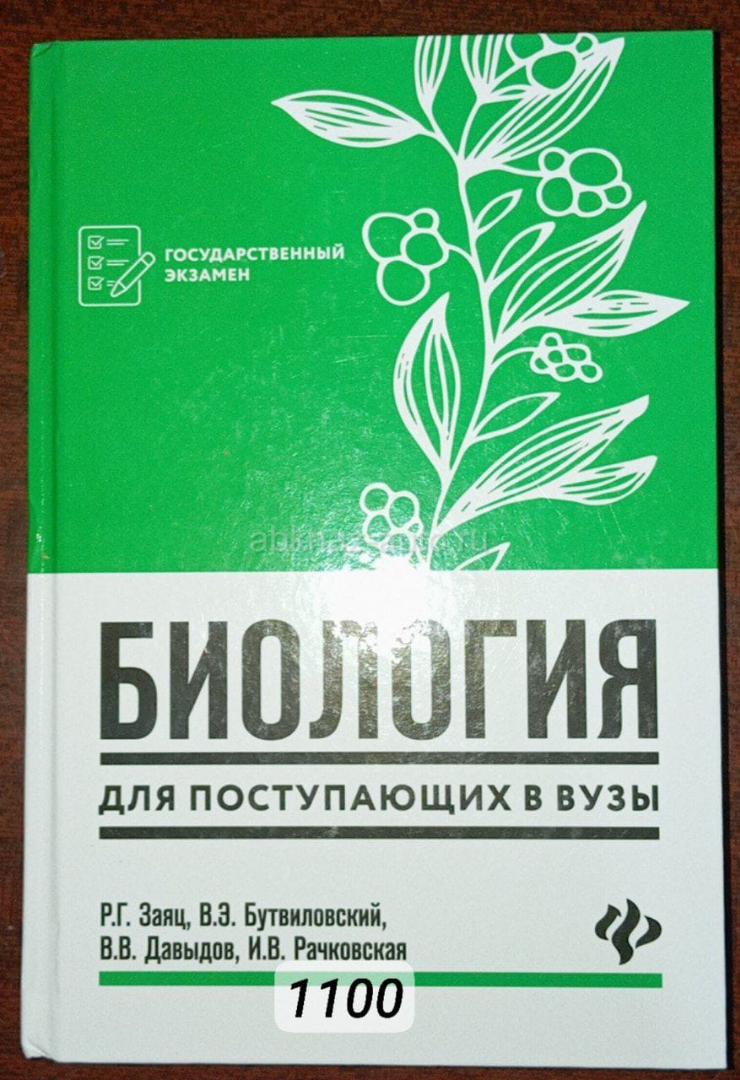 ГОСУДАРСТВЕННЫЙ
ЭКЗАМЕН
БИОЛОГИЯ
ДЛЯ ПОСТУПАЮЩИХ В ВУЗЫ
Р.Г. Заяц, В.Э. Бутвиловский,
В.В. Давыдов, И.В. Рачковская
1100